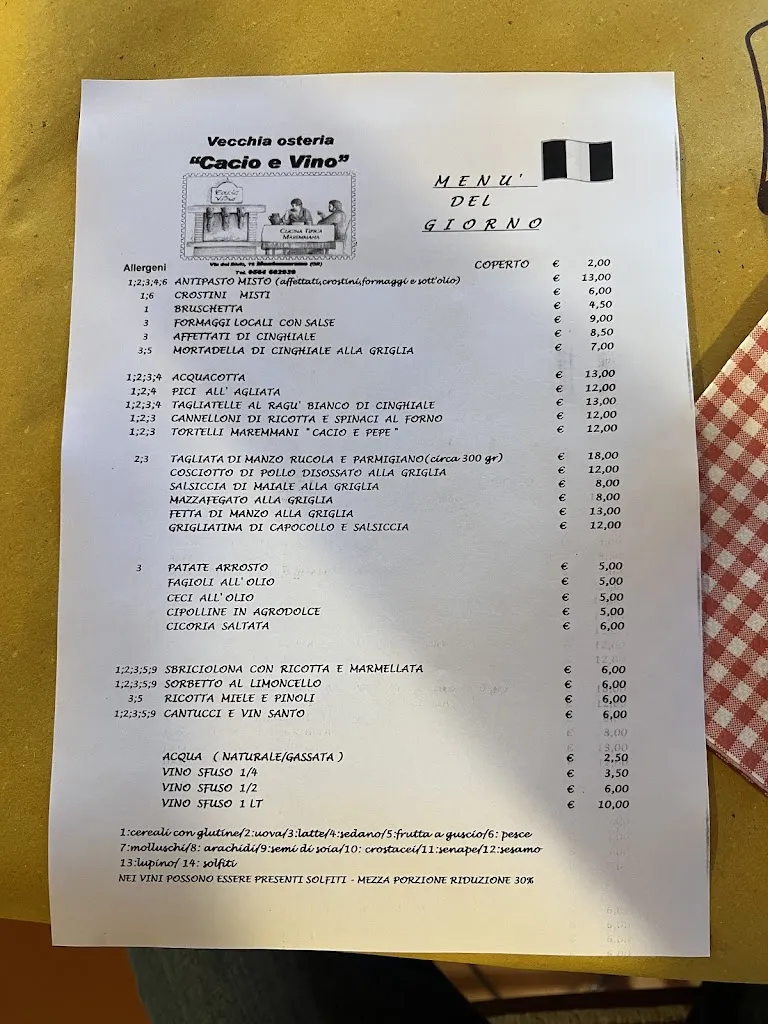 Vecchia osteria
"Cacio e Vino"
Cacio
Vino
CUCINA TIPICA
MAREMMANA
Tel. 0564 602939
MENU'
DEL
GIORNO
Allergeni
COPERTO € 2,00
1;2;3;4;6 ANTIPASTO MISTO (affettati,crostini,formaggi e sott'olio) € 13,00
1;6 CROSTINI MISTI € 6,00
1 BRUSCHETTA € 4,50
3 FORMAGGI LOCALI CON SALSE € 9,00
3 AFFETTATI DI CINGHIALE € 8,50
3;5 MORTADELLA DI CINGHIALE ALLA GRIGLIA € 7,00
1;2;3;4 ACQUACOTTA € 13,00
1;2;4 PICI ALL' AGLIATA € 12,00
1;2;3;4 TAGLIATELLE AL RAGU' BIANCO DI CINGHIALE € 13,00
1;2;3 CANNELLONI DI RICOTTA E SPINACI AL FORNO € 12,00
1;2;3 TORTELLI MAREMMANI "CACIO E PEPE" € 12,00
2;3 TAGLIATA DI MANZO RUCOLA E PARMIGIANO(circa 300 gr) € 18,00
COSCIOTTO DI POLLO DISOSSATO ALLA GRIGLIA € 12,00
SALSICCIA DI MAIALE ALLA GRIGLIA € 8,00
MAZZAFEGATO ALLA GRIGLIA € 8,00
FETTA DI MANZO ALLA GRIGLIA € 13,00
GRIGLIATINA DI CAPOCOLLO E SALSICCIA € 12,00
3 PATATE ARROSTO € 5,00
FAGIOLI ALL'OLIO € 5,00
CECI ALL'OLIO € 5,00
CIPOLLINE IN AGRODOLCE € 5,00
CICORIA SALTATA € 6,00
1;2;3;5;9 SBRICIOLONA CON RICOTTA E MARMELLATA € 6,00
1;2;3;5;9 SORBETTO AL LIMONCELLO € 6,00
3;5 RICOTTA MIELE E PINOLI € 6,00
1;2;3;5;9 CANTUCCI E VIN SANTO € 6,00
ACQUA ( NATURALE/GASSATA ) € 2,50
VINO SFUSO 1/4 € 3,50
VINO SFUSO 1/2 € 6,00
VINO SFUSO 1 LT € 10,00
1:cereali con glutine/2:uova/3:latte/4:sedano/5:frutta a guscio/6: pesce
7:molluschi/8: arachidi/9:semi di soia/10: crostacei/11:senape/12:sesamo
13:lupino/ 14: solfiti
NEI VINI POSSONO ESSERE PRESENTI SOLFITI - MEZZA PORZIONE RIDUZIONE 30%